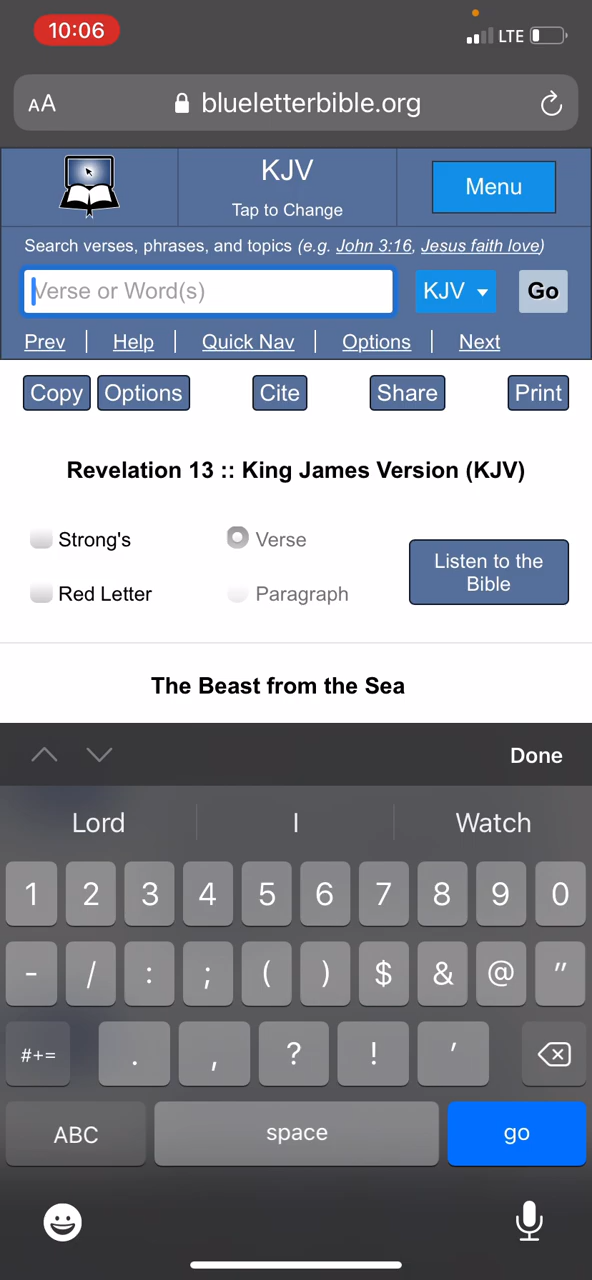 10:06 LTE
AA blueletterbible.org
KJV Menu
Tap to Change
Search verses, phrases, and topics (e.g. John 3:16, Jesus faith love)
Verse or Word(s) KJV Go
Prev | Help | Quick Nav | Options | Next
Copy Options Cite Share Print
Revelation 13 :: King James Version (KJV)
Strong's Verse
Listen to the Bible
Red Letter Paragraph
The Beast from the Sea
Done
Lord I Watch
1 2 3 4 5 6 7 8 9 0
- / : ; ( ) $ & @ "
#+= . , ? ! '
ABC space go